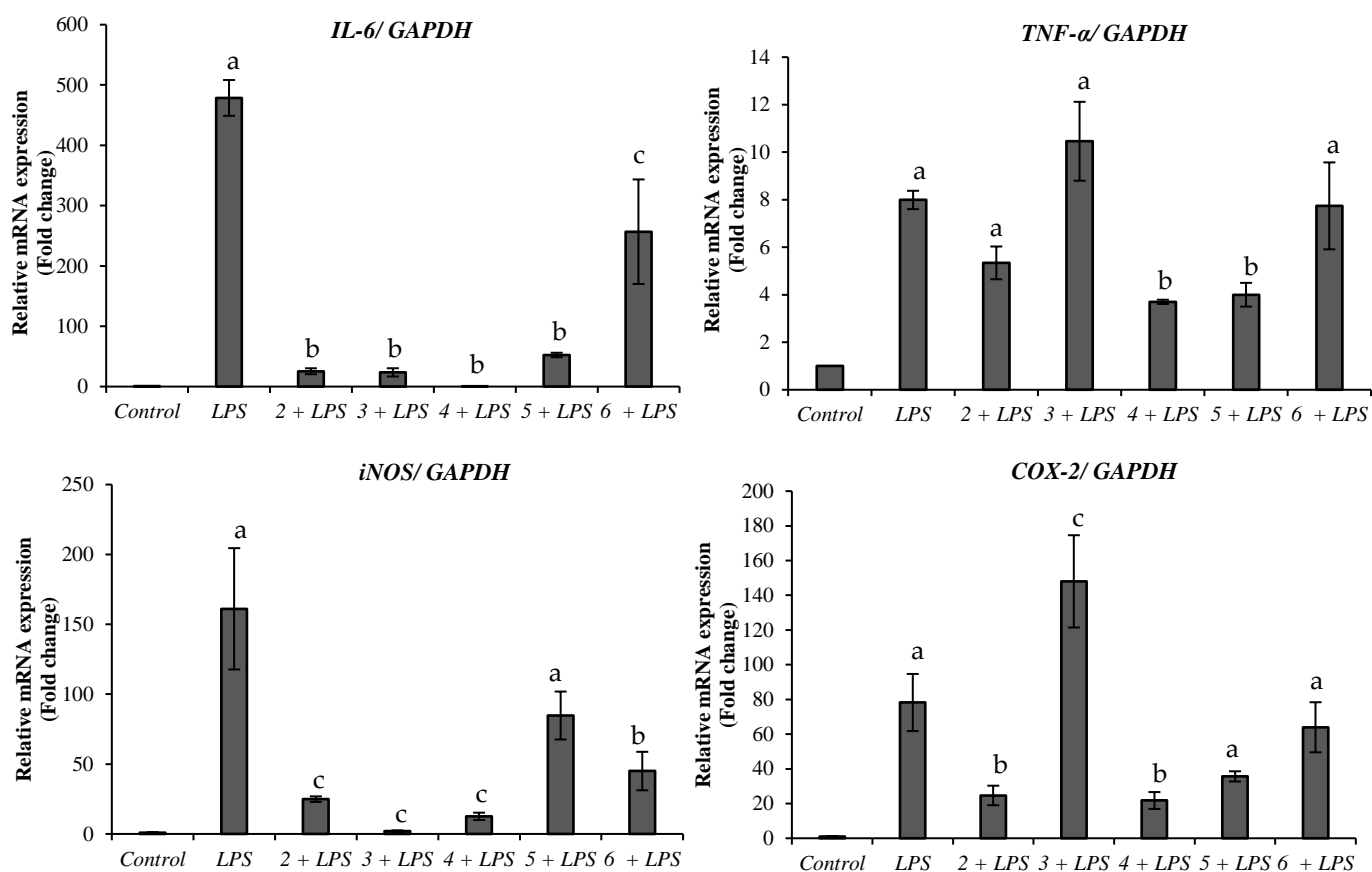 IL-6/ GAPDH
Relative mRNA expression
(Fold change)
600
500
400
300
200
100
0
a
b
b
b
b
c
Control LPS 2 + LPS 3 + LPS 4 + LPS 5 + LPS 6 + LPS
TNF-α/ GAPDH
Relative mRNA expression
(Fold change)
14
12
10
8
6
4
2
0
a
a
a
b
b
a
Control LPS 2 + LPS 3 + LPS 4 + LPS 5 + LPS 6 + LPS
iNOS/ GAPDH
Relative mRNA expression
(Fold change)
250
200
150
100
50
0
a
c
c
c
a
b
Control LPS 2 + LPS 3 + LPS 4 + LPS 5 + LPS 6 + LPS
COX-2/ GAPDH
Relative mRNA expression
(Fold change)
200
180
160
140
120
100
80
60
40
20
0
a
b
c
b
a
a
Control LPS 2 + LPS 3 + LPS 4 + LPS 5 + LPS 6 + LPS